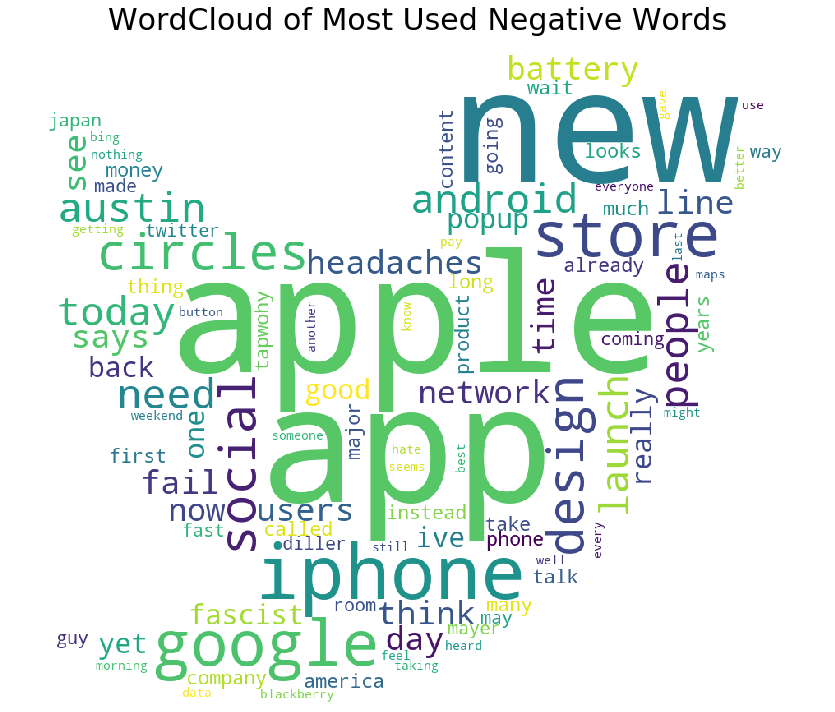 WordCloud of Most Used Negative Words
battery
wait
gave
use
new
japan
bing
see
nothing
money
made
content
going
looks
better
way
austin
android
everyone
popup
much
line
getting
twitter
circles
store
last
pay
headaches
already
apple
thing
long
time
people
maps
today
button
tapwohy
another
know
product
years
says
coming
back
need
good
network
design
launch
really
might
weekend
social
app
one
someone
major
hate
seems
best
first
fail
now
users
instead
fast
called
ive
take
phone
every
diller
still
well
iphone
talk
room
think
many
may
fascist
guy
yet
google
day
mayer
heard
feel
morning
taking
company
america
data
blackberry